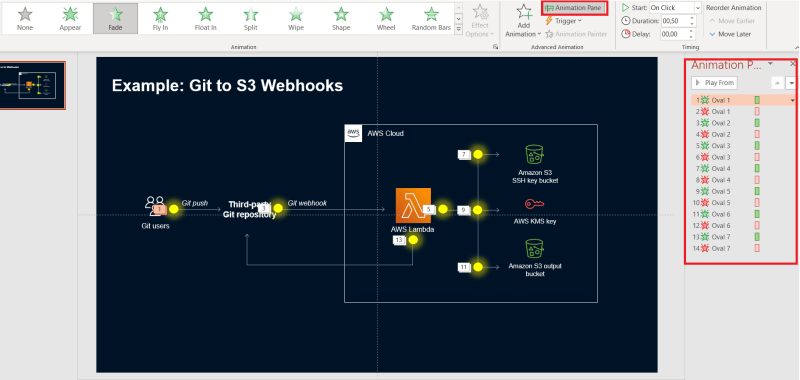 None
Appear
Fade
Fly In
Float In
Split
Wipe
Shape
Wheel
Random Bars
Effect
Options
Add
Animation
Animation Pane
Trigger
Animation Painter
Start: On Click
Duration: 00,50
Delay: 00,00
Reorder Animation
Move Earlier
Move Later
Animation
Advanced Animation
Timing
Example: Git to S3 Webhooks
aws
AWS Cloud
1
Git push
Git users
Third-party
Git repository
3
Git webhook
AWS Lambda
5
13
7
9
11
Amazon S3
SSH key bucket
AWS KMS key
Amazon S3 output
bucket
Animation P...
Play From
1 Oval 1
2 Oval 1
3 Oval 2
4 Oval 2
5 Oval 3
6 Oval 3
7 Oval 4
8 Oval 4
9 Oval 5
10 Oval 5
11 Oval 6
12 Oval 6
13 Oval 7
14 Oval 7